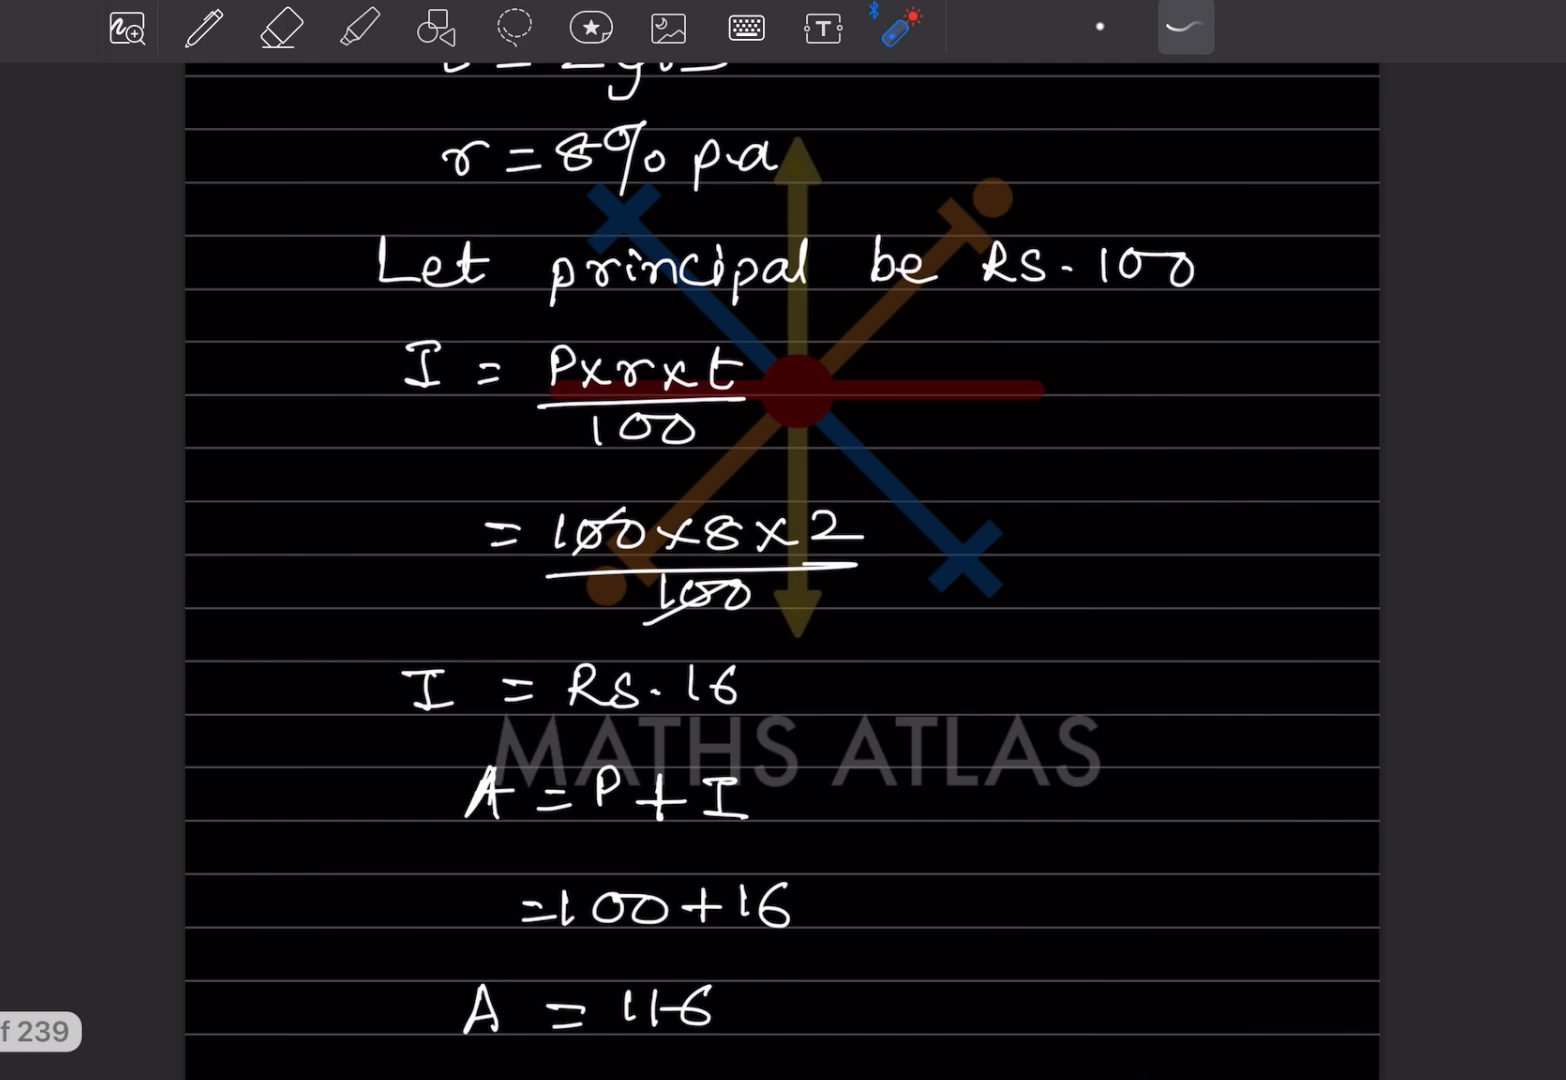 r = 8% p.a
Let principal be Rs. 100
I = P×r×t
100
= 100×8×2
100
I = Rs. 16
MATHS ATLAS
A = P + I
= 100 + 16
A = 116
f 239